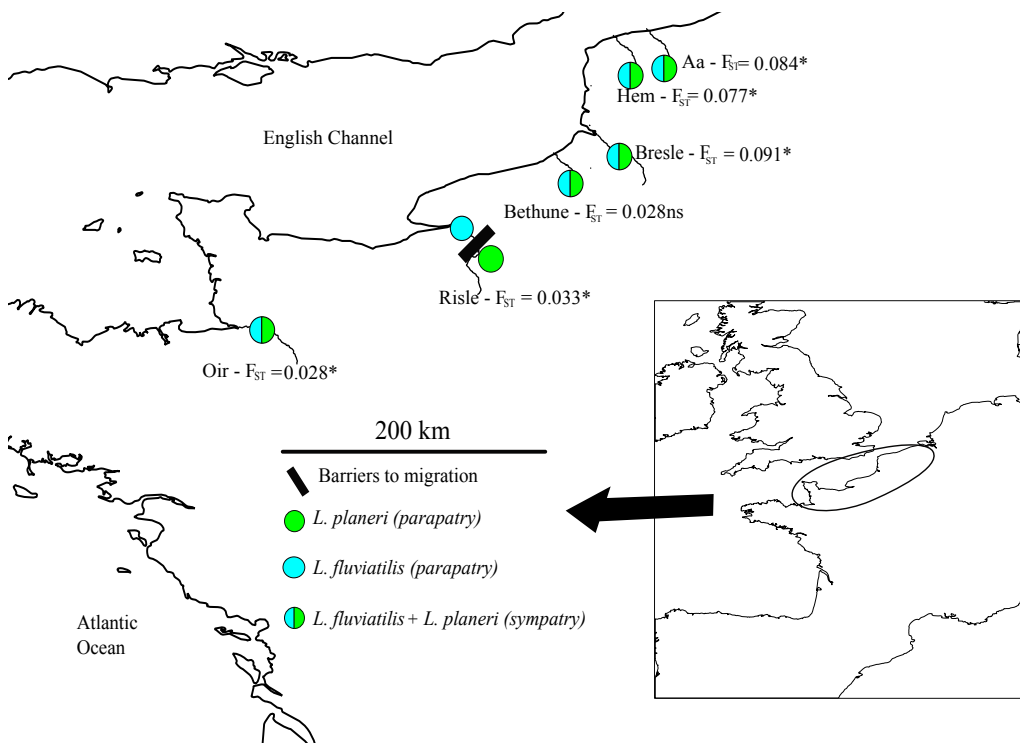 Aa - FST= 0.084*
Hem - FST= 0.077*
English Channel
Bresle - FST = 0.091*
Bethune - FST = 0.028ns
Risle - FST = 0.033*
Oir - FST =0.028*
200 km
Barriers to migration
L. planeri (parapatry)
L. fluviatilis (parapatry)
L. fluviatilis + L. planeri (sympatry)
Atlantic
Ocean